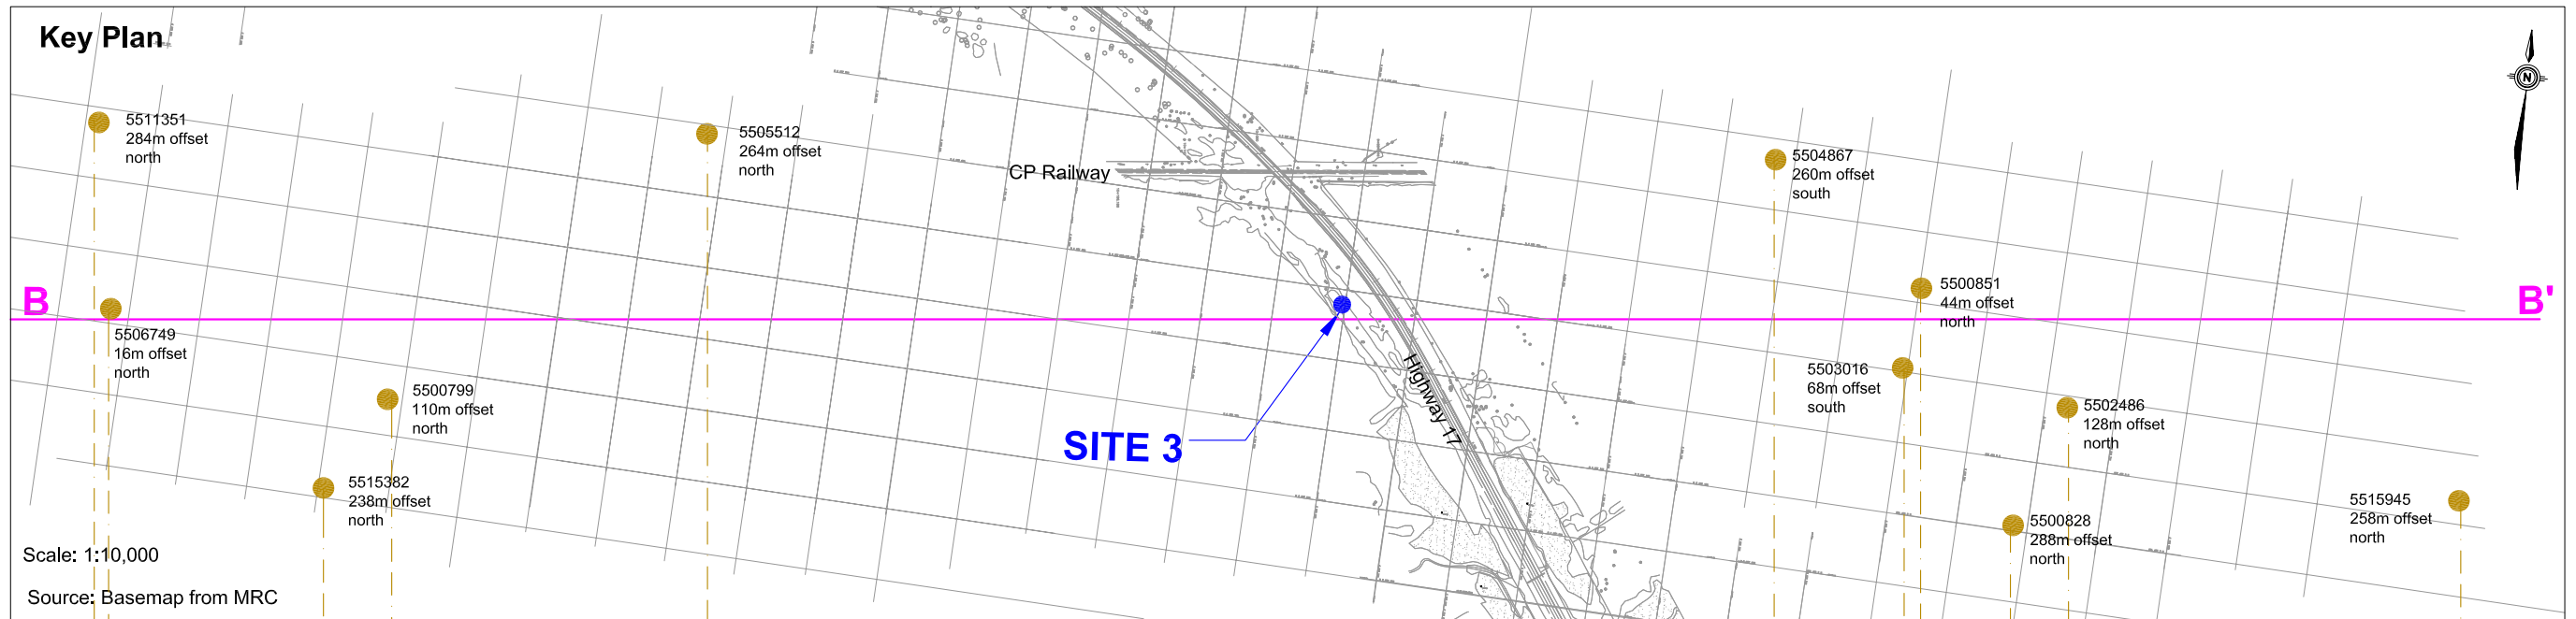 Key Plan
N
5511351
284m offset
north
5505512
264m offset
north
CP Railway
5504867
260m offset
south
B
B'
5500851
44m offset
north
5506749
16m offset
north
5503016
68m offset
south
Highway 17
5500799
110m offset
north
5502486
128m offset
north
SITE 3
5515382
238m offset
north
5515945
258m offset
north
5500828
288m offset
north
Scale: 1:10,000
Source: Basemap from MRC